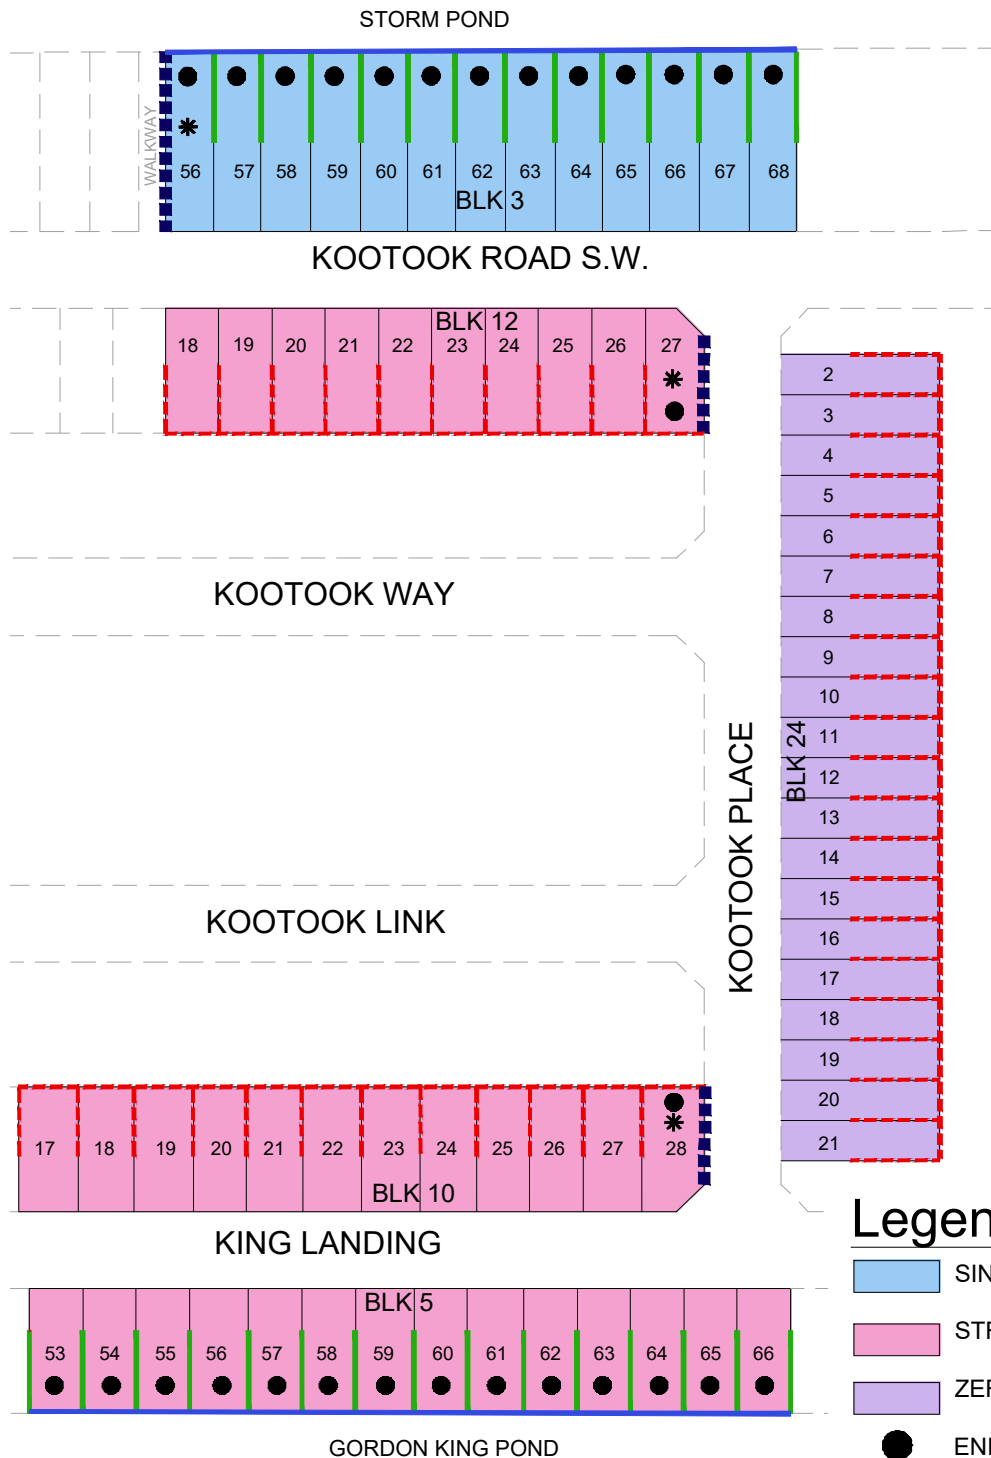 STORM POND
WALKWAY
56 57 58 59 60 61 62 63 64 65 66 67 68
BLK 3
KOOTOOK ROAD S.W.
BLK 12
18 19 20 21 22 23 24 25 26 27
KOOTOOK WAY
KOOTOOK LINK
KOOTOOK PLACE
BLK 24
2
3
4
5
6
7
8
9
10
11
12
13
14
15
16
17
18
19
20
21
17 18 19 20 21 22 23 24 25 26 27 28
BLK 10
KING LANDING
BLK 5
53 54 55 56 57 58 59 60 61 62 63 64 65 66
GORDON KING POND
Legen
SIN
STR
ZER